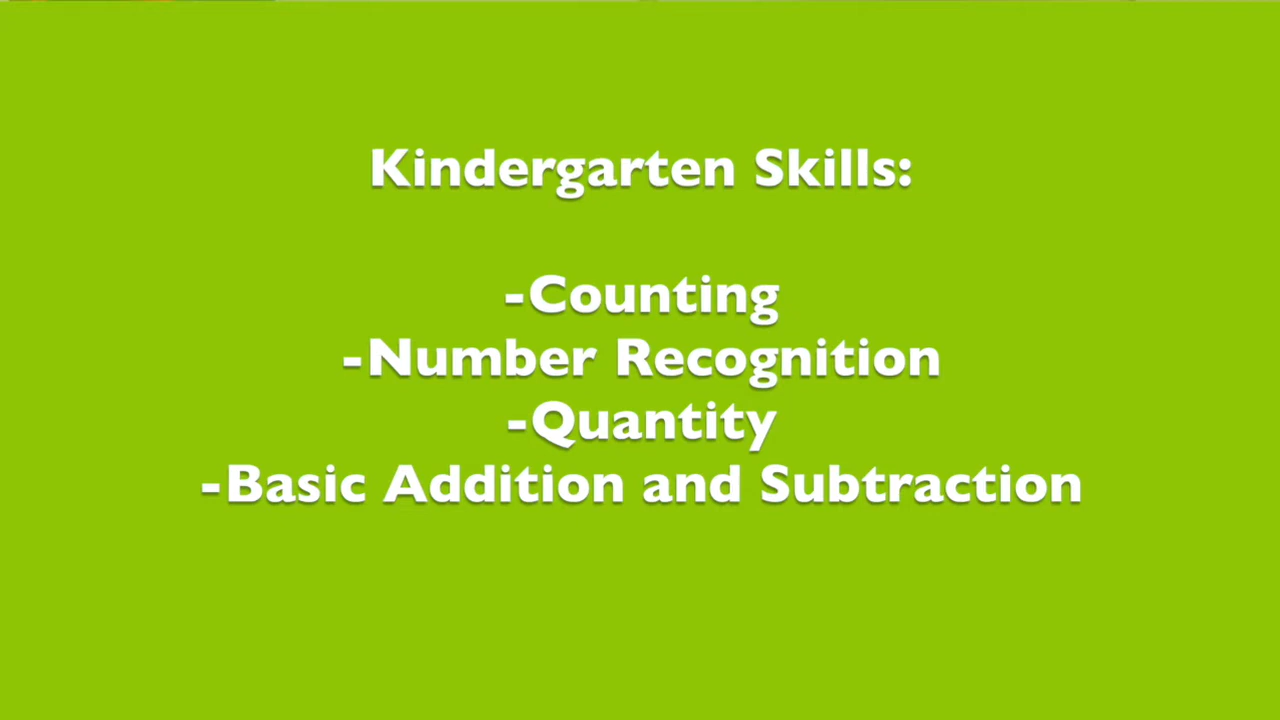 Kindergarten Skills:
-Counting
-Number Recognition
-Quantity
-Basic Addition and Subtraction